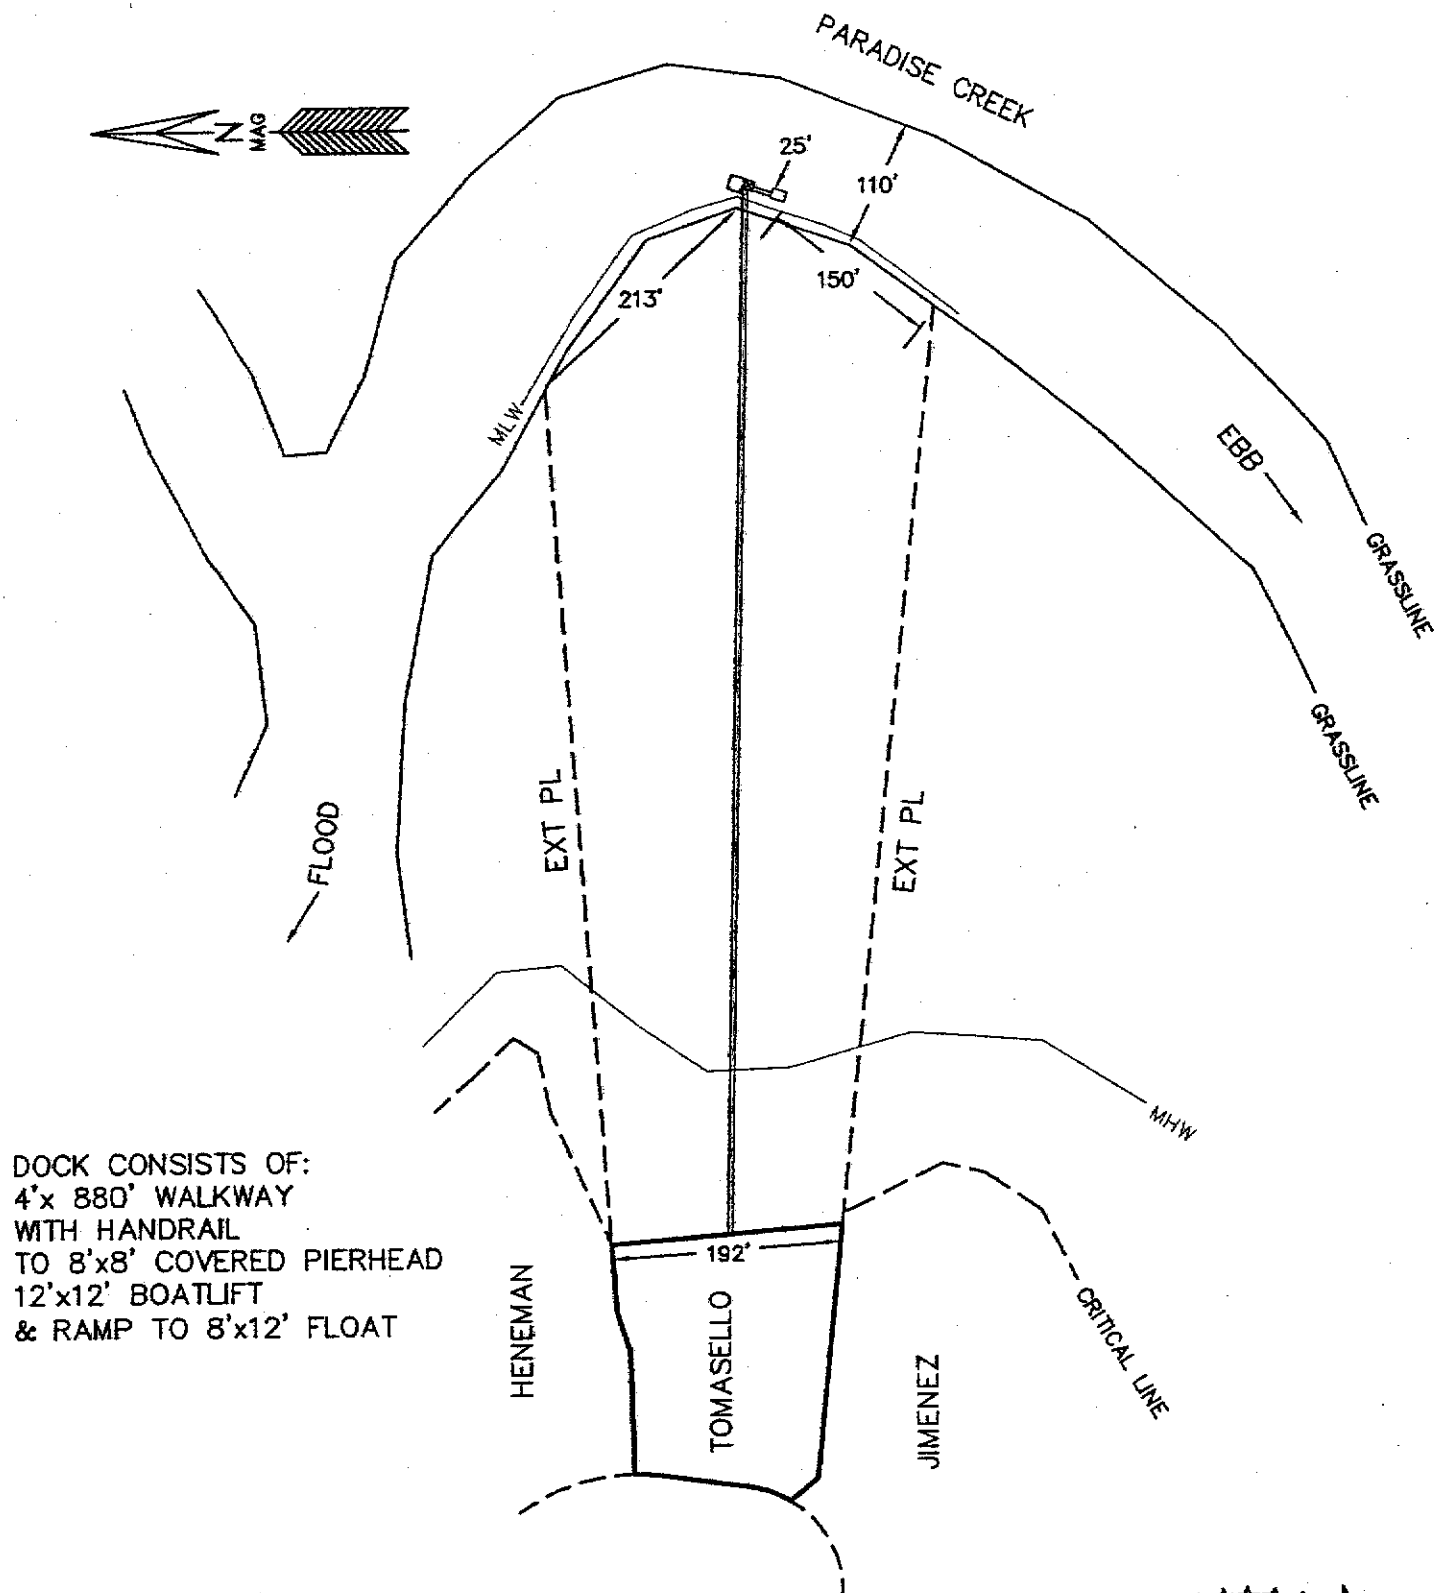 PARADISE CREEK
N
MAG
25'
110'
213'
150'
MLW
EBB
GRASSLINE
GRASSLINE
EXT PL
EXT PL
FLOOD
MHW
DOCK CONSISTS OF:
4'x 880' WALKWAY
WITH HANDRAIL
TO 8'x8' COVERED PIERHEAD
12'x12' BOATLIFT
& RAMP TO 8'x12' FLOAT
192'
HENEMAN
TOMASELLO
JIMENEZ
CRITICAL LINE